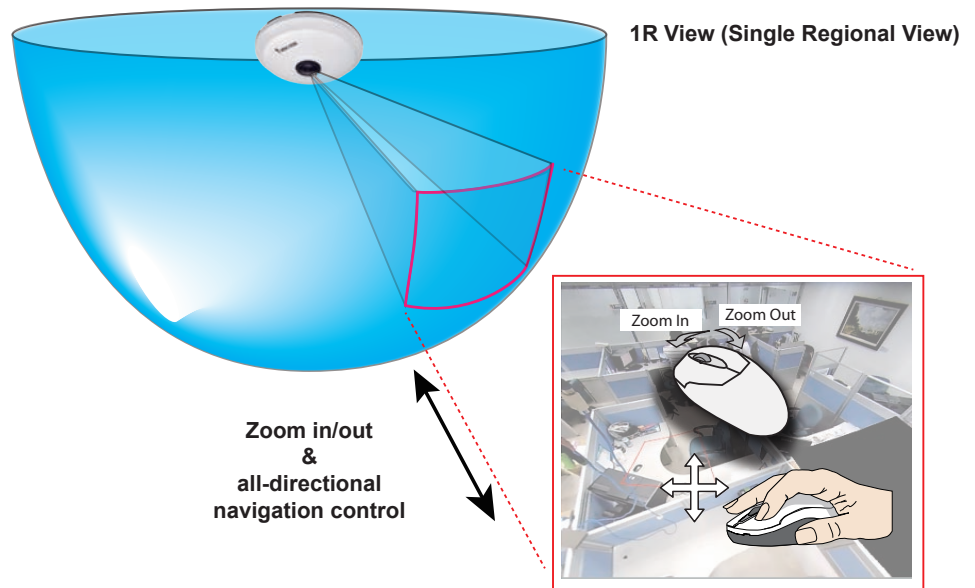 1R View (Single Regional View)
Zoom In
Zoom Out
Zoom in/out
&
all-directional
navigation control